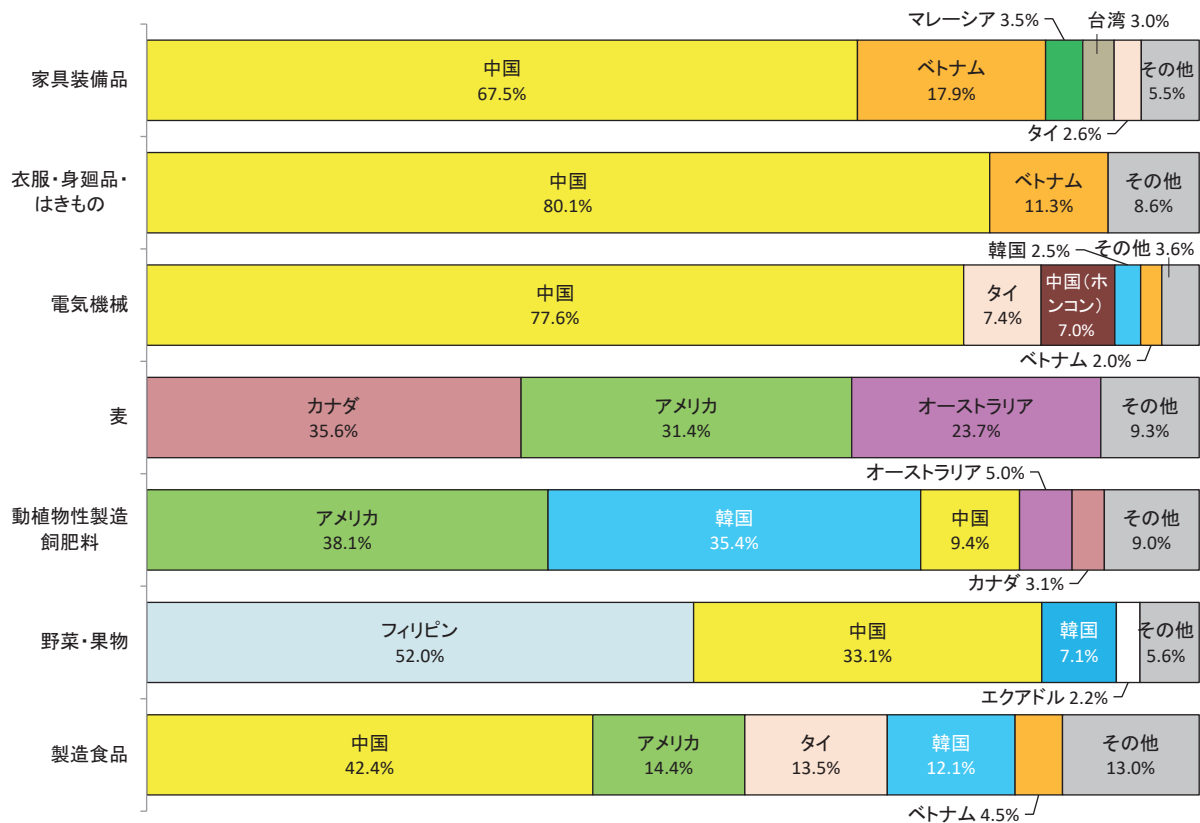 マレーシア 3.5%
台湾 3.0%
家具装備品
中国
67.5%
ベトナム
17.9%
その他
5.5%
タイ 2.6%
衣服・身廻品・
はきもの
中国
80.1%
ベトナム
11.3%
その他
8.6%
韓国 2.5%
その他 3.6%
電気機械
中国
77.6%
タイ
7.4%
中国(ホ
ンコン)
7.0%
ベトナム 2.0%
麦
カナダ
35.6%
アメリカ
31.4%
オーストラリア
23.7%
その他
9.3%
オーストラリア 5.0%
動植物性製造
飼肥料
アメリカ
38.1%
韓国
35.4%
中国
9.4%
その他
9.0%
カナダ 3.1%
野菜・果物
フィリピン
52.0%
中国
33.1%
韓国
7.1%
その他
5.6%
エクアドル 2.2%
製造食品
中国
42.4%
アメリカ
14.4%
タイ
13.5%
韓国
12.1%
その他
13.0%
ベトナム 4.5%